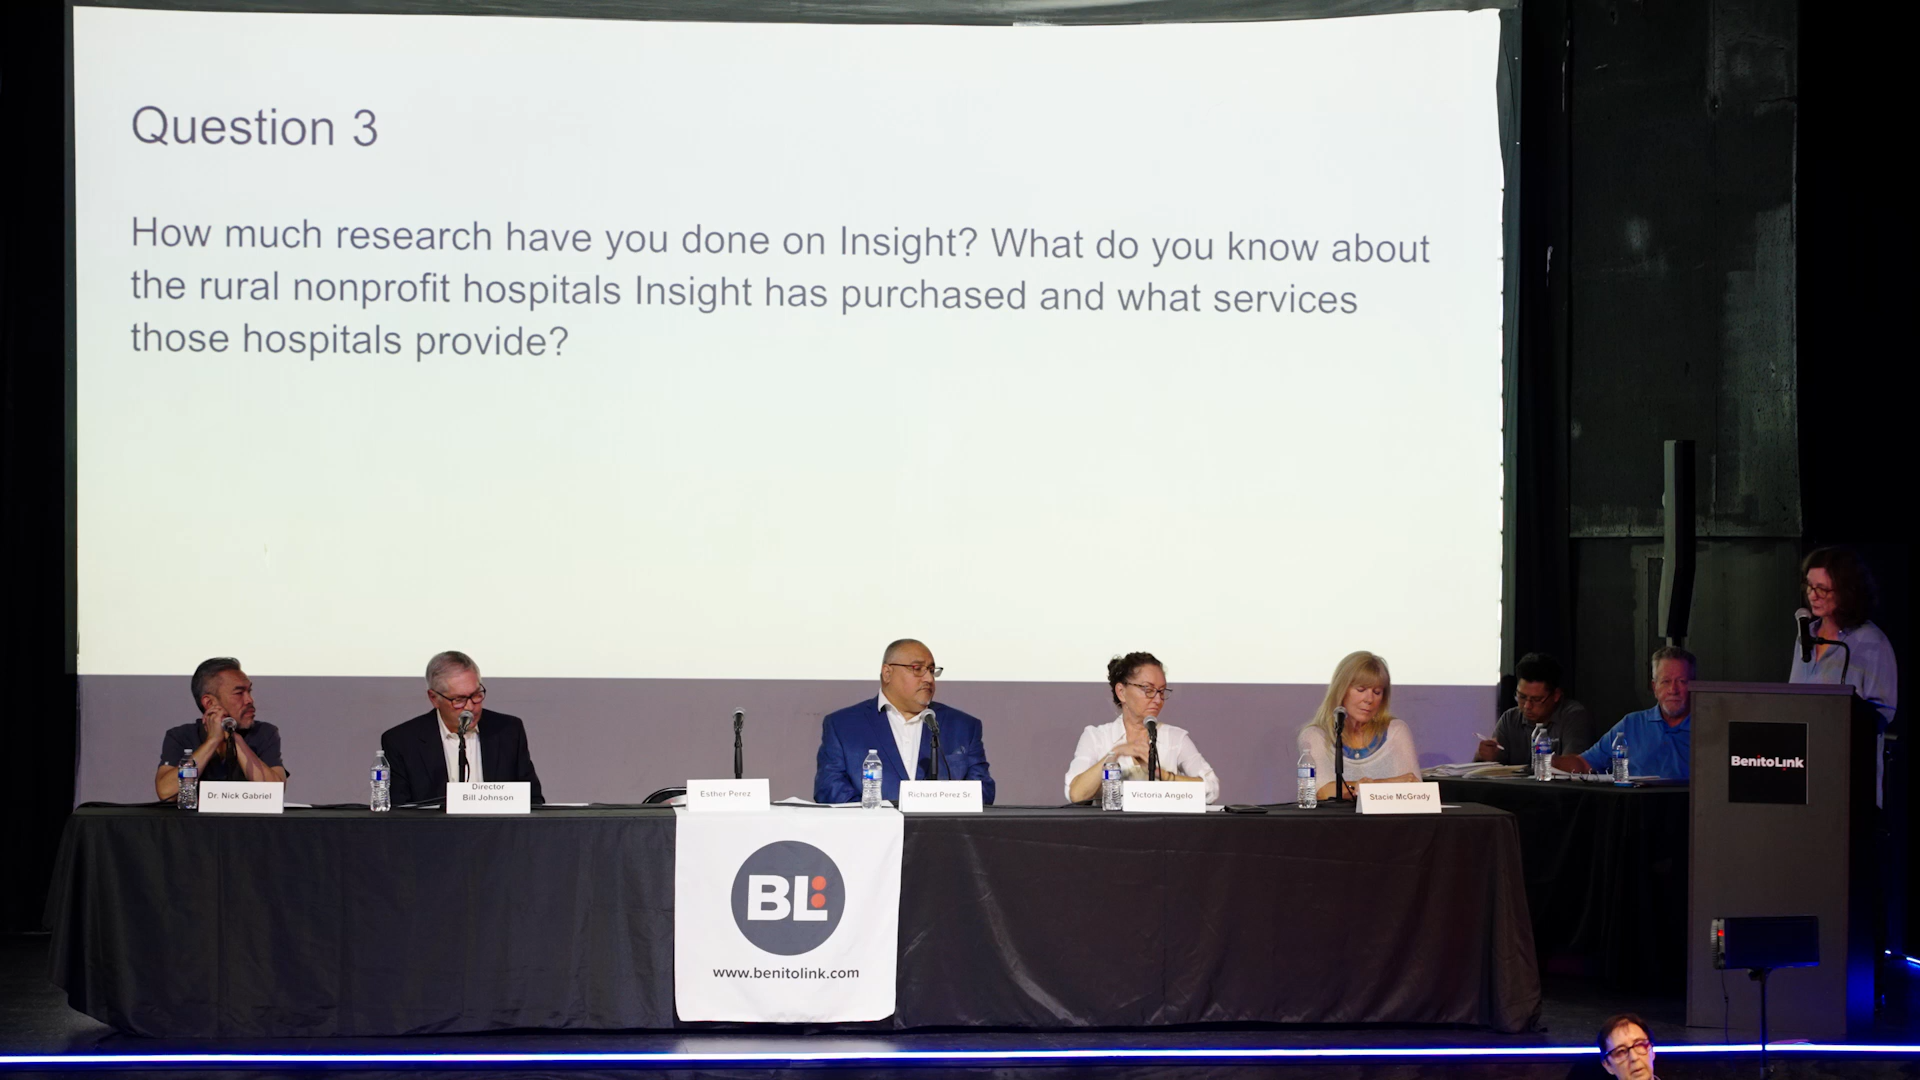 Question 3
How much research have you done on Insight? What do you know about
the rural nonprofit hospitals Insight has purchased and what services
those hospitals provide?
Dr. Nick Gabriel
Director
Bill Johnson
Esther Perez
Richard Perez Sr.
Victoria Angelo
Stacie McGrady
BenitoLink
BL:
www.benitolink.com